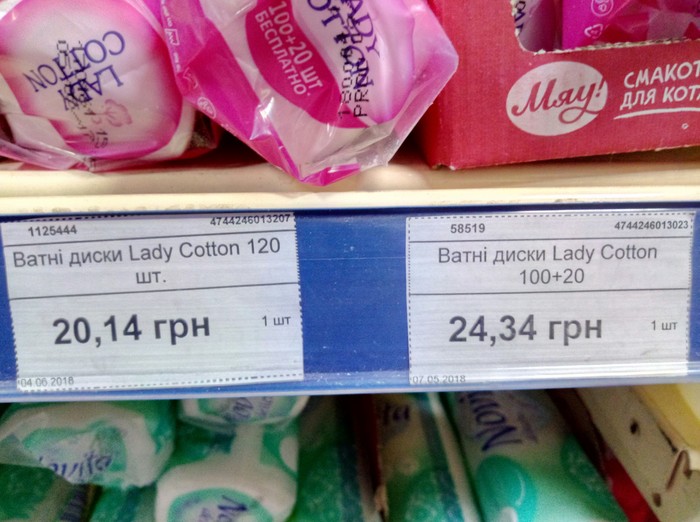 LADY
COTTON
100+20 шт
БЕСПЛАТНО
LADY
Мяу!
СМАКОТ
ДЛЯ КОТ
1125444
4744246013207
Ватні диски Lady Cotton 120
шт.
20,14 грн
1 шт
04.06.2018
58519
4744246013023
Ватні диски Lady Cotton
100+20
24,34 грн
1 шт
07.05.2018